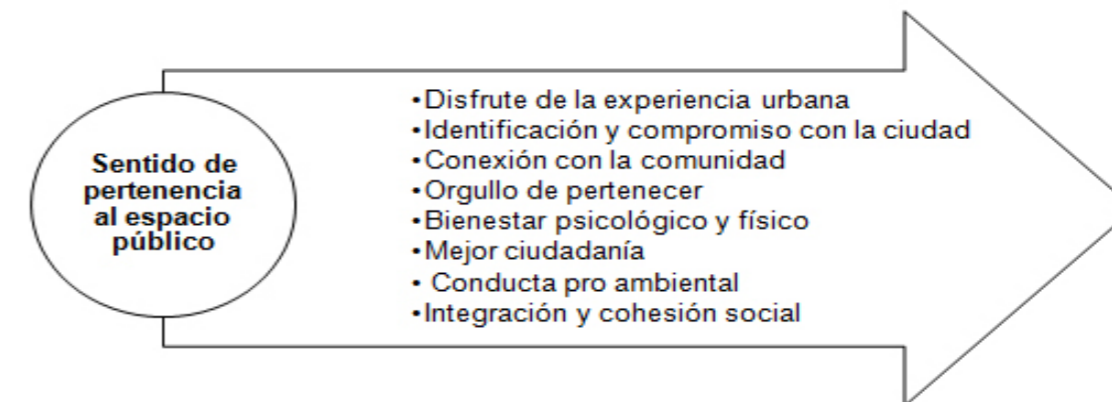 Sentido de
pertenencia
al espacio
público
•Disfrute de la experiencia urbana
•Identificación y compromiso con la ciudad
•Conexión con la comunidad
•Orgullo de pertenecer
•Bienestar psicológico y físico
•Mejor ciudadanía
• Conducta pro ambiental
•Integración y cohesión social